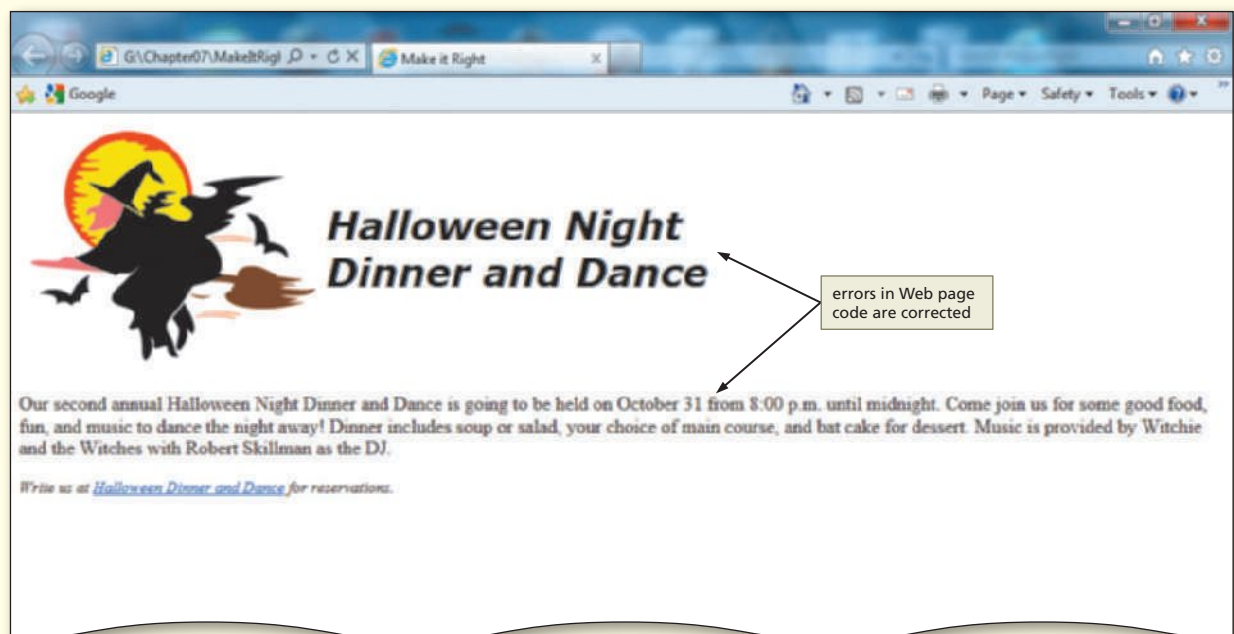 G:\Chapter07\MakeItRigl
Make it Right
Google
Page
Safety
Tools
Halloween Night
Dinner and Dance
errors in Web page
code are corrected
Our second annual Halloween Night Dinner and Dance is going to be held on October 31 from 8:00 p.m. until midnight. Come join us for some good food,
fun, and music to dance the night away! Dinner includes soup or salad, your choice of main course, and bat cake for dessert. Music is provided by Witchie
and the Witches with Robert Skillman as the DJ.
Write us at Halloween Dinner and Dance for reservations.